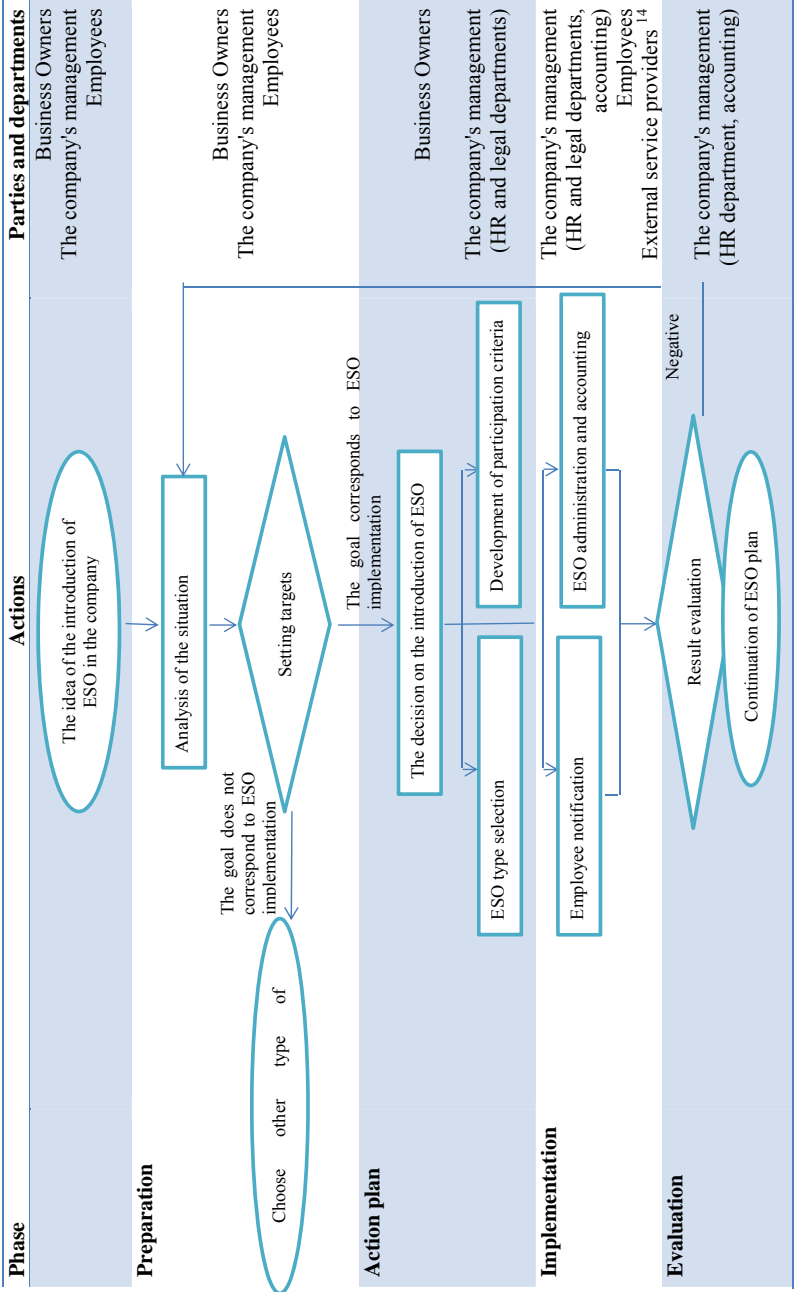 Phase
Actions
Parties and departments
The idea of the introduction of
ESO in the company
Business Owners
The company's management
Employees
Preparation
Analysis of the situation
Business Owners
The company's management
Employees
The goal does not
correspond to ESO
implementation
Setting targets
Choose other type of
The goal corresponds to ESO
implementation
Action plan
The decision on the introduction of ESO
Business Owners
ESO type selection
Development of participation criteria
The company's management
(HR and legal departments)
Implementation
Employee notification
ESO administration and accounting
The company's management
(HR and legal departments,
accounting)
Employees
External service providers 14
Evaluation
Negative
Result evaluation
The company's management
(HR department, accounting)
Continuation of ESO plan